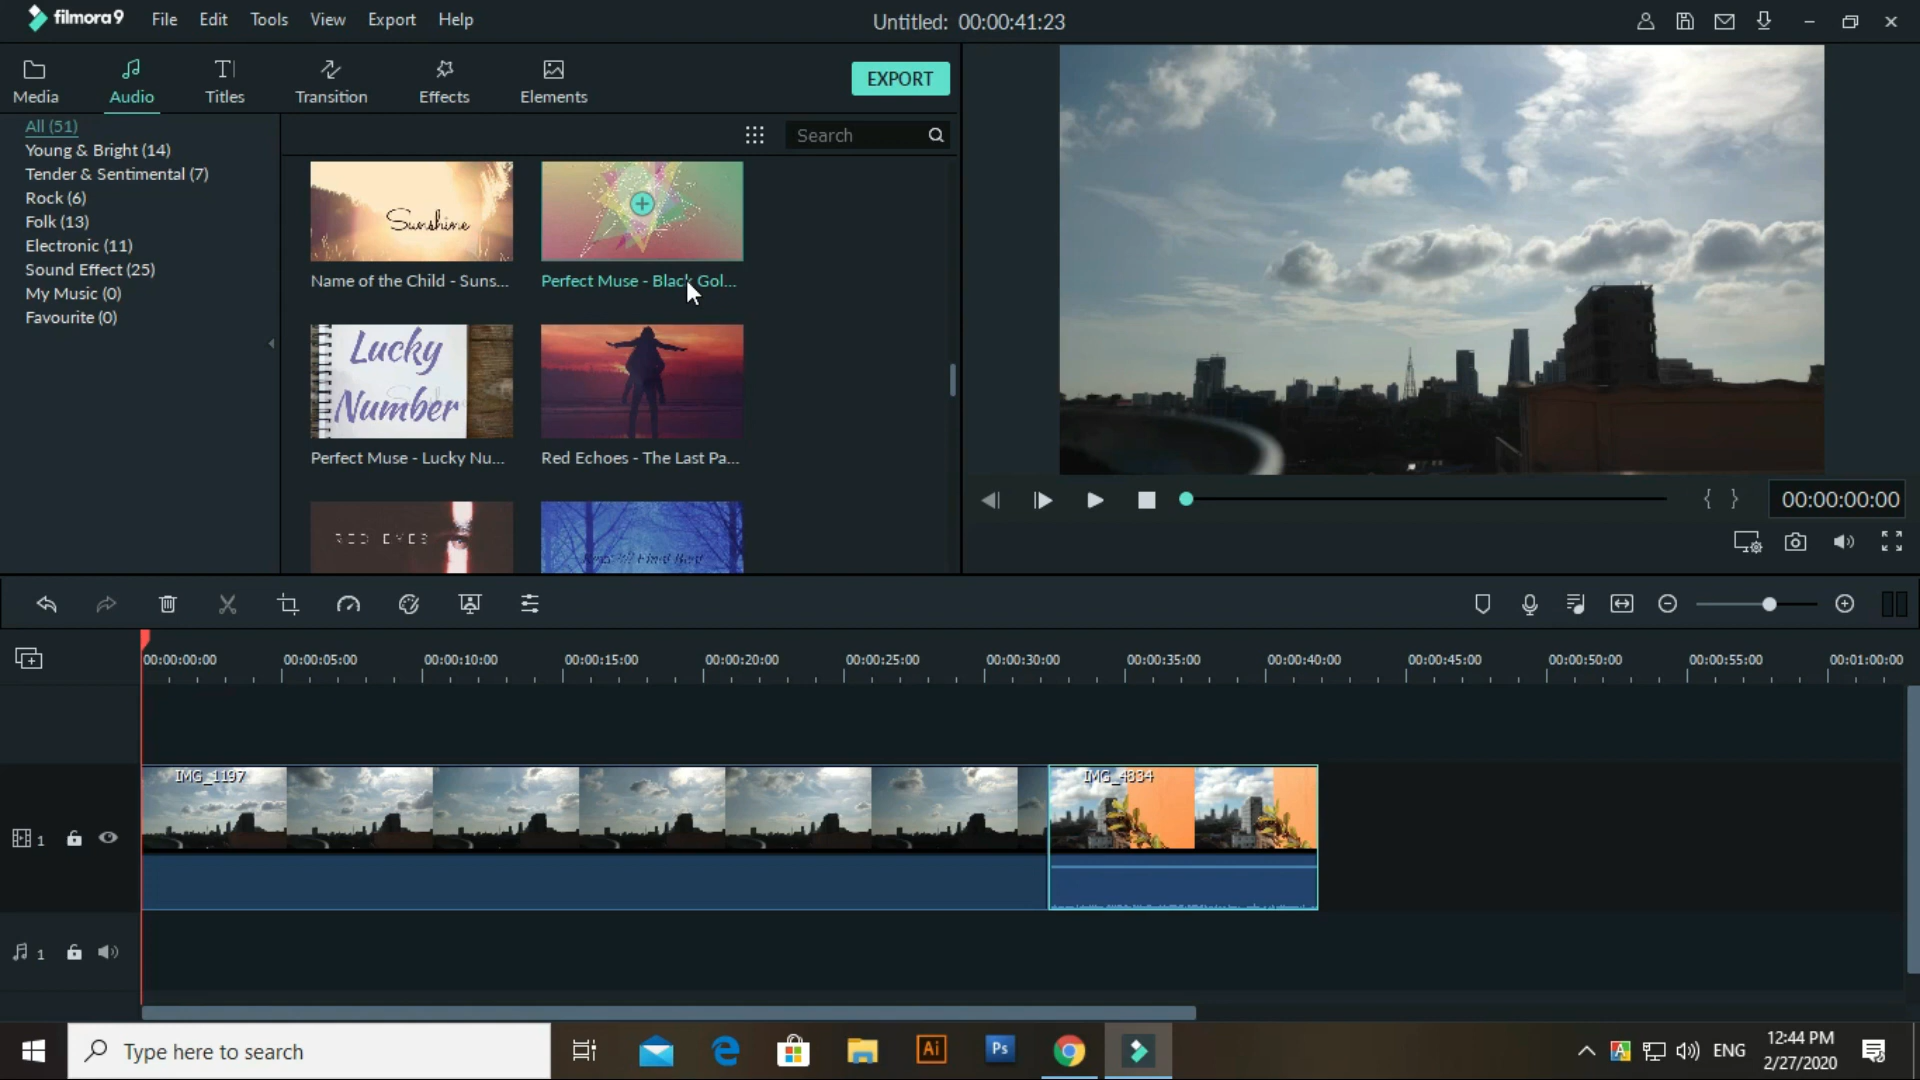 filmora9 File Edit Tools View Export Help Untitled: 00:00:41:23
Media Audio Titles Transition Effects Elements EXPORT
All (51)
Young & Bright (14)
Tender & Sentimental (7)
Rock (6)
Folk (13)
Electronic (11)
Sound Effect (25)
My Music (0)
Favourite (0)
Search
Sunshine
Name of the Child - Suns... Perfect Muse - Black Gol...
Lucky
Number
Perfect Muse - Lucky Nu... Red Echoes - The Last Pa...
RED EYES
00:00:00:00
00:00:00:00 00:00:05:00 00:00:10:00 00:00:15:00 00:00:20:00 00:00:25:00 00:00:30:00 00:00:35:00 00:00:40:00 00:00:45:00 00:00:50:00 00:00:55:00 00:01:00:00
IMG_1197 IMG_4334
1
1
Type here to search Ai Ps A ENG
12:44 PM
2/27/2020